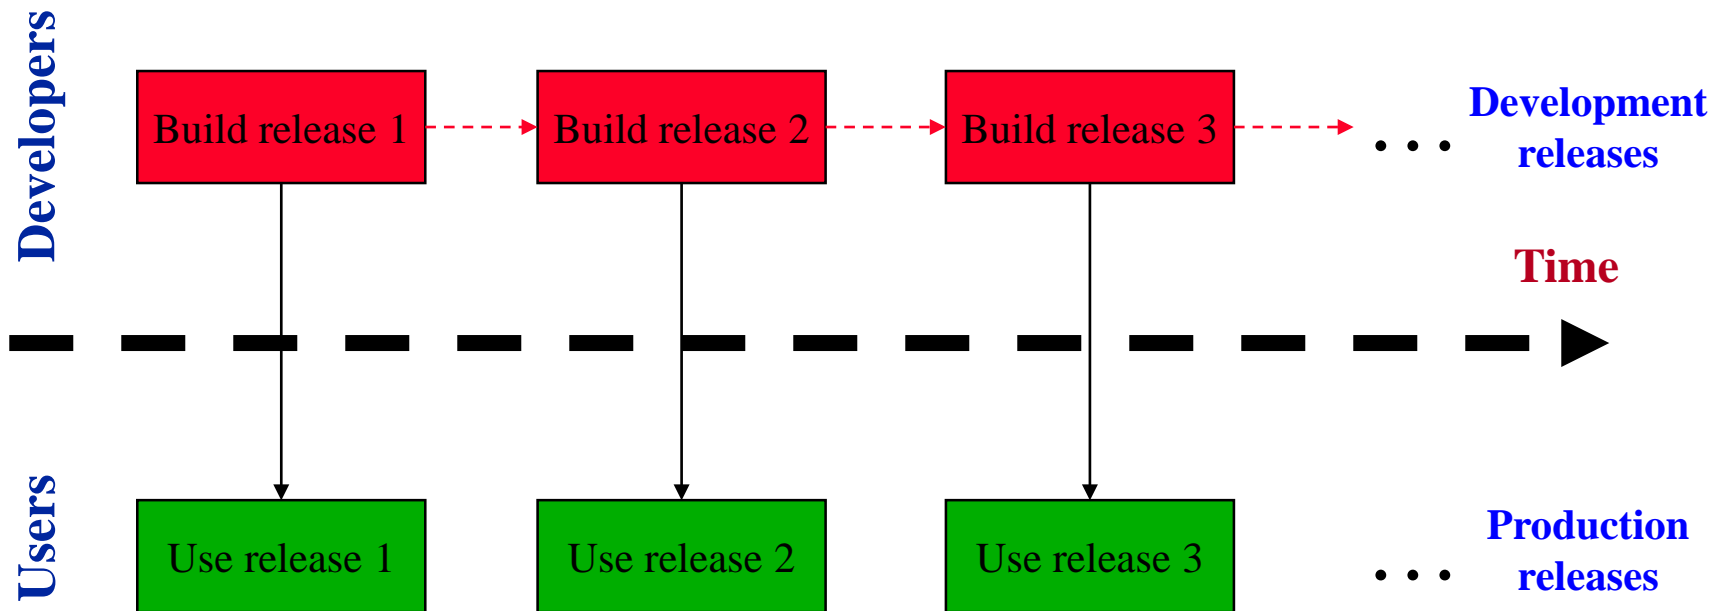 Developers
Build release 1
Build release 2
Build release 3
. . .
Development
releases
Time
Users
Use release 1
Use release 2
Use release 3
. . .
Production
releases